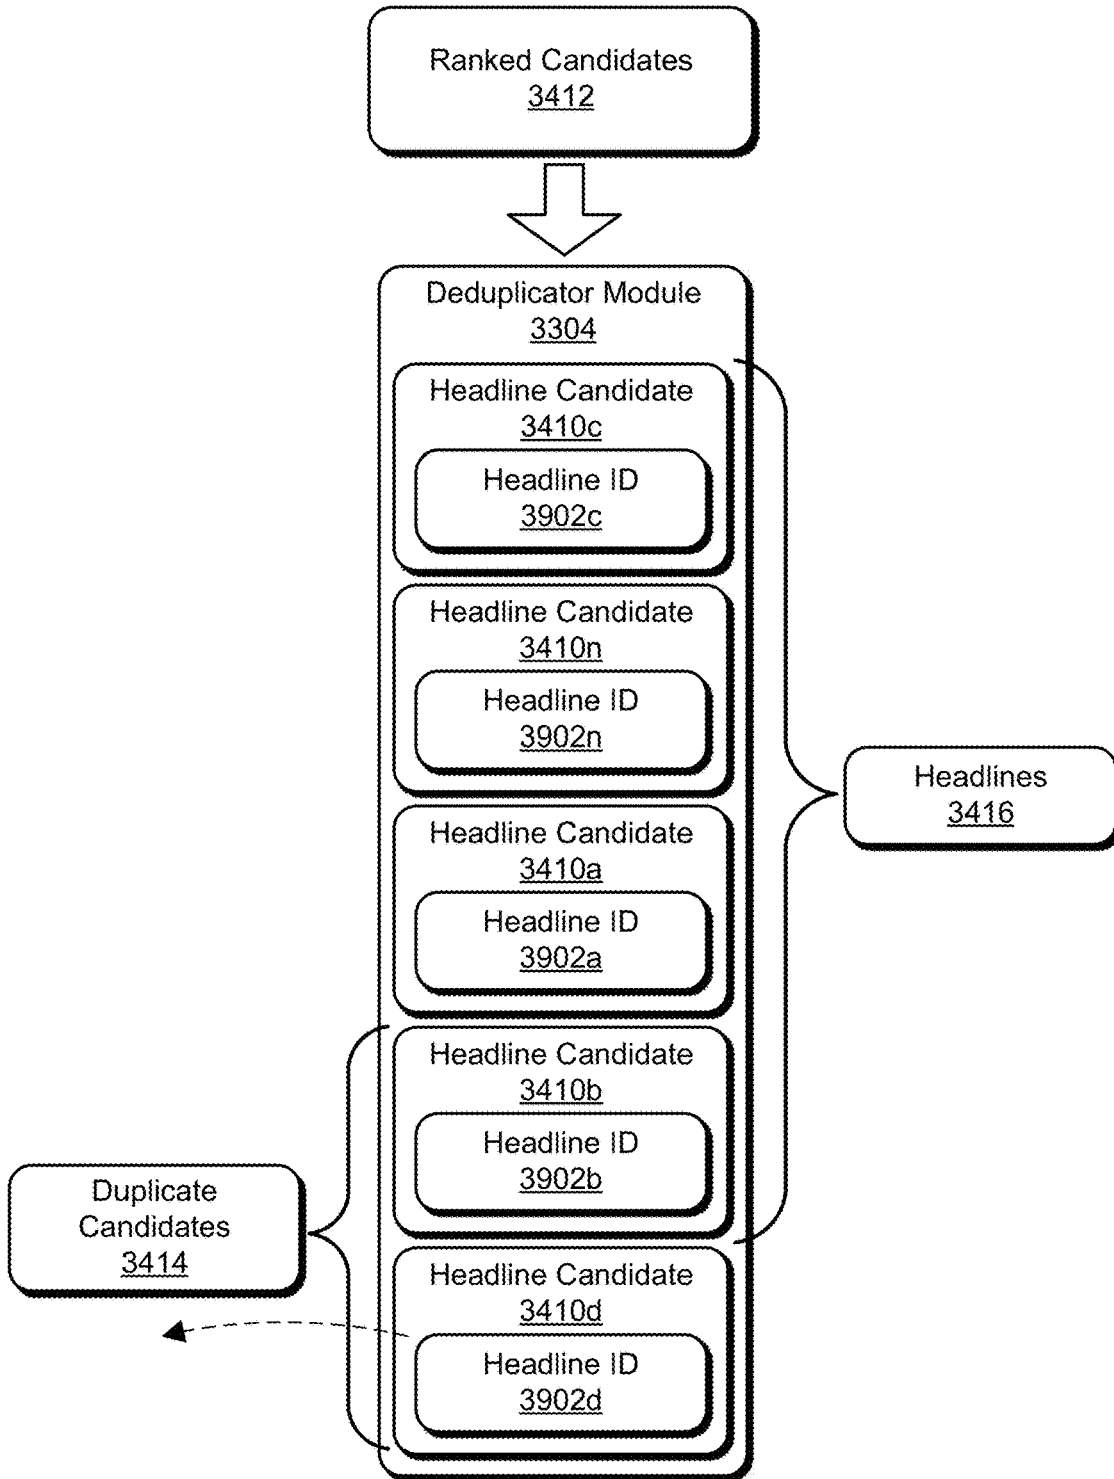 Ranked Candidates
3412
Deduplicator Module
3304
Headline Candidate
3410c
Headline ID
3902c
Headline Candidate
3410n
Headline ID
3902n
Headlines
3416
Headline Candidate
3410a
Headline ID
3902a
Headline Candidate
3410b
Headline ID
3902b
Duplicate
Candidates
3414
Headline Candidate
3410d
Headline ID
3902d